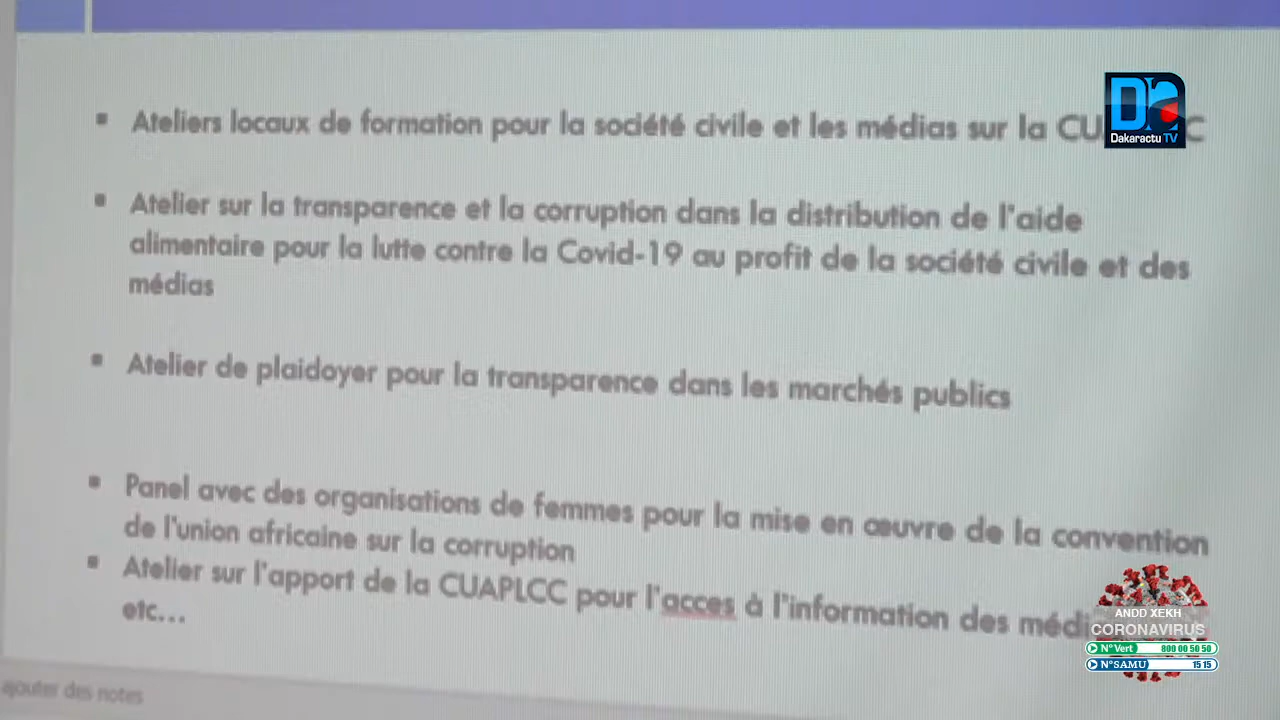 Ateliers locaux de formation pour la société civile et les médias sur la
Atelier sur la transparence et la corruption dans la distribution de l'aide
alimentaire pour la lutte contre la Covid-19 au profit de la société civile et des
médias
Atelier de plaidoyer pour la transparence dans les marchés publics
Panel avec des organisations de femmes pour la mise en œuvre de la convention
de l'union africaine sur la corruption
Atelier sur l'apport de la CUAPLCC pour l'acces à l'information des
etc...
ajouter des notes
Dakaractu TV
ANDD XEKH
CORONAVIRUS
N°Vert 800 00 50 50
N°SAMU 15 15